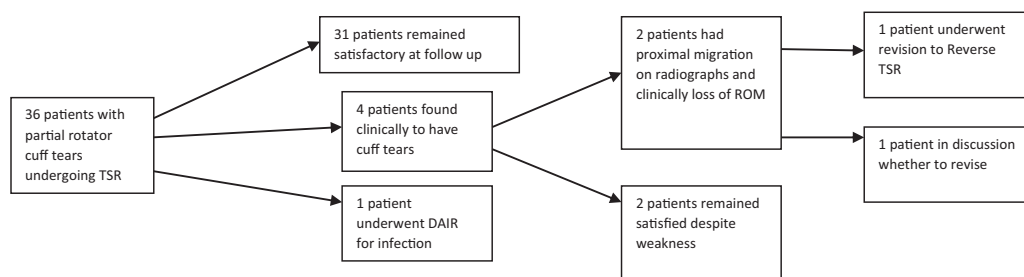 36 patients with
partial rotator
cuff tears
undergoing TSR
31 patients remained
satisfactory at follow up
4 patients found
clinically to have
cuff tears
1 patient
underwent DAIR
for infection
2 patients had
proximal migration
on radiographs and
clinically loss of ROM
2 patients remained
satisfied despite
weakness
1 patient underwent
revision to Reverse
TSR
1 patient in discussion
whether to revise